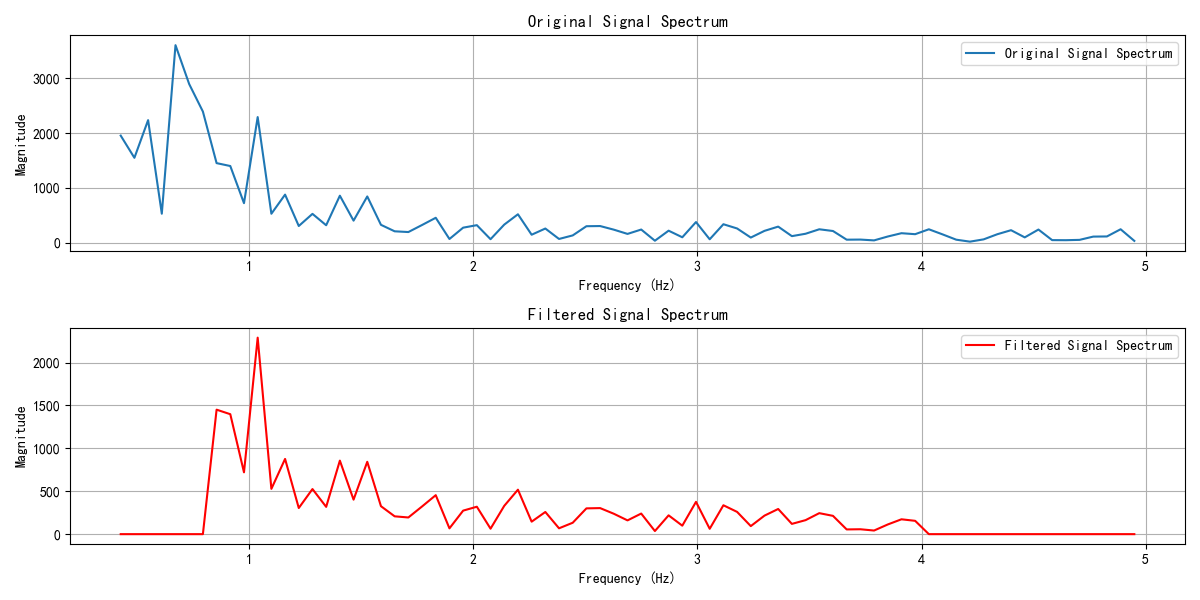 Original Signal Spectrum
Original Signal Spectrum
3000
2000
1000
0
Magnitude
1 2 3 4 5
Frequency (Hz)
Filtered Signal Spectrum
Filtered Signal Spectrum
2000
1500
1000
500
0
Magnitude
1 2 3 4 5
Frequency (Hz)